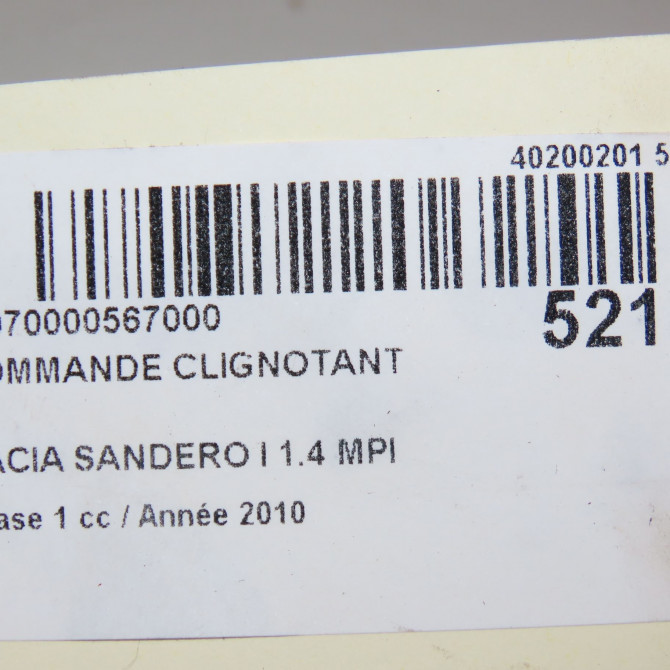 40200201 5
070000567000
521
OMMANDE CLIGNOTANT
ACIA SANDERO I 1.4 MPI
ase 1 cc / Année 2010